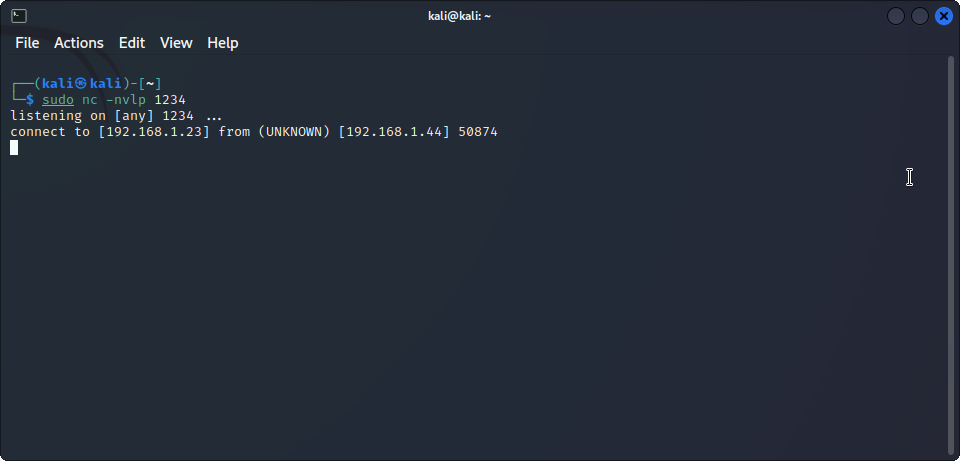 kali@kali: ~
File Actions Edit View Help
┌──(kali㉿kali)-[~]
└─$ sudo nc -nvlp 1234
listening on [any] 1234 ...
connect to [192.168.1.23] from (UNKNOWN) [192.168.1.44] 50874